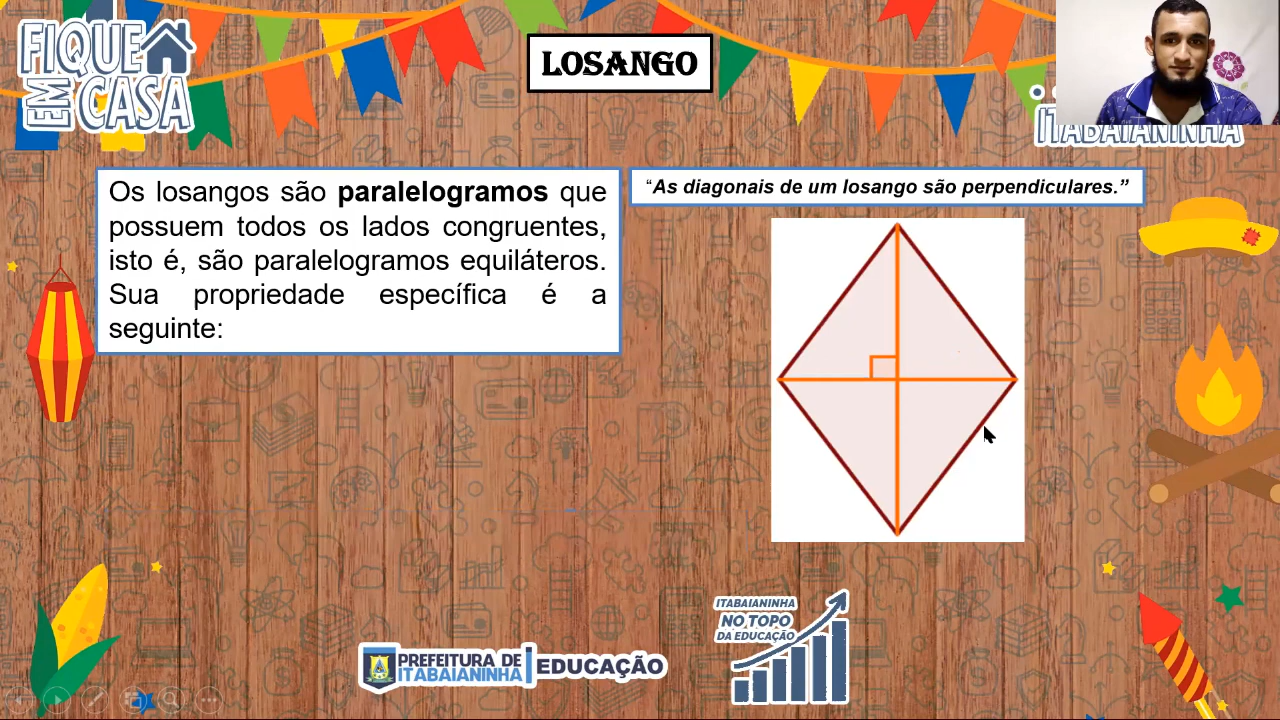 FIQUE
EM CASA
LOSANGO
ITABAIANINHA
Os losangos são paralelogramos que
possuem todos os lados congruentes,
isto é, são paralelogramos equiláteros.
Sua propriedade específica é a
seguinte:
“As diagonais de um losango são perpendiculares.”
PREFEITURA DE
ITABAIANINHA
EDUCAÇÃO
ITABAIANINHA
NO TOPO
DA EDUCAÇÃO